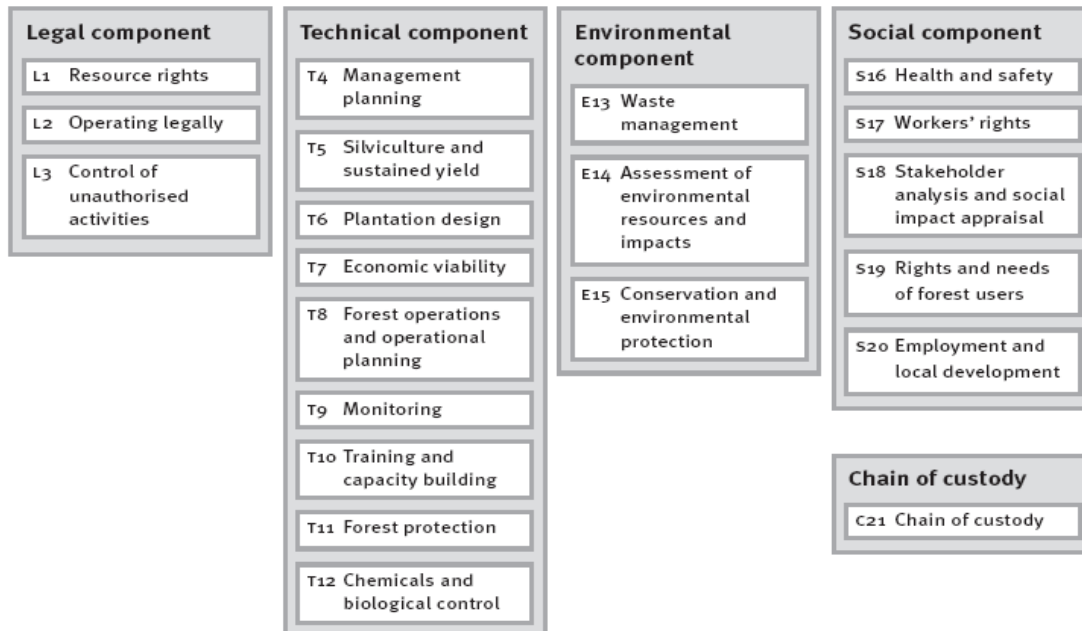 Legal component
L1 Resource rights
L2 Operating legally
L3 Control of
unauthorised
activities
Technical component
T4 Management
planning
T5 Silviculture and
sustained yield
T6 Plantation design
T7 Economic viability
T8 Forest operations
and operational
planning
T9 Monitoring
T10 Training and
capacity building
T11 Forest protection
T12 Chemicals and
biological control
Environmental
component
E13 Waste
management
E14 Assessment of
environmental
resources and
impacts
E15 Conservation and
environmental
protection
Social component
S16 Health and safety
S17 Workers' rights
S18 Stakeholder
analysis and social
impact appraisal
S19 Rights and needs
of forest users
S20 Employment and
local development
Chain of custody
C21 Chain of custody